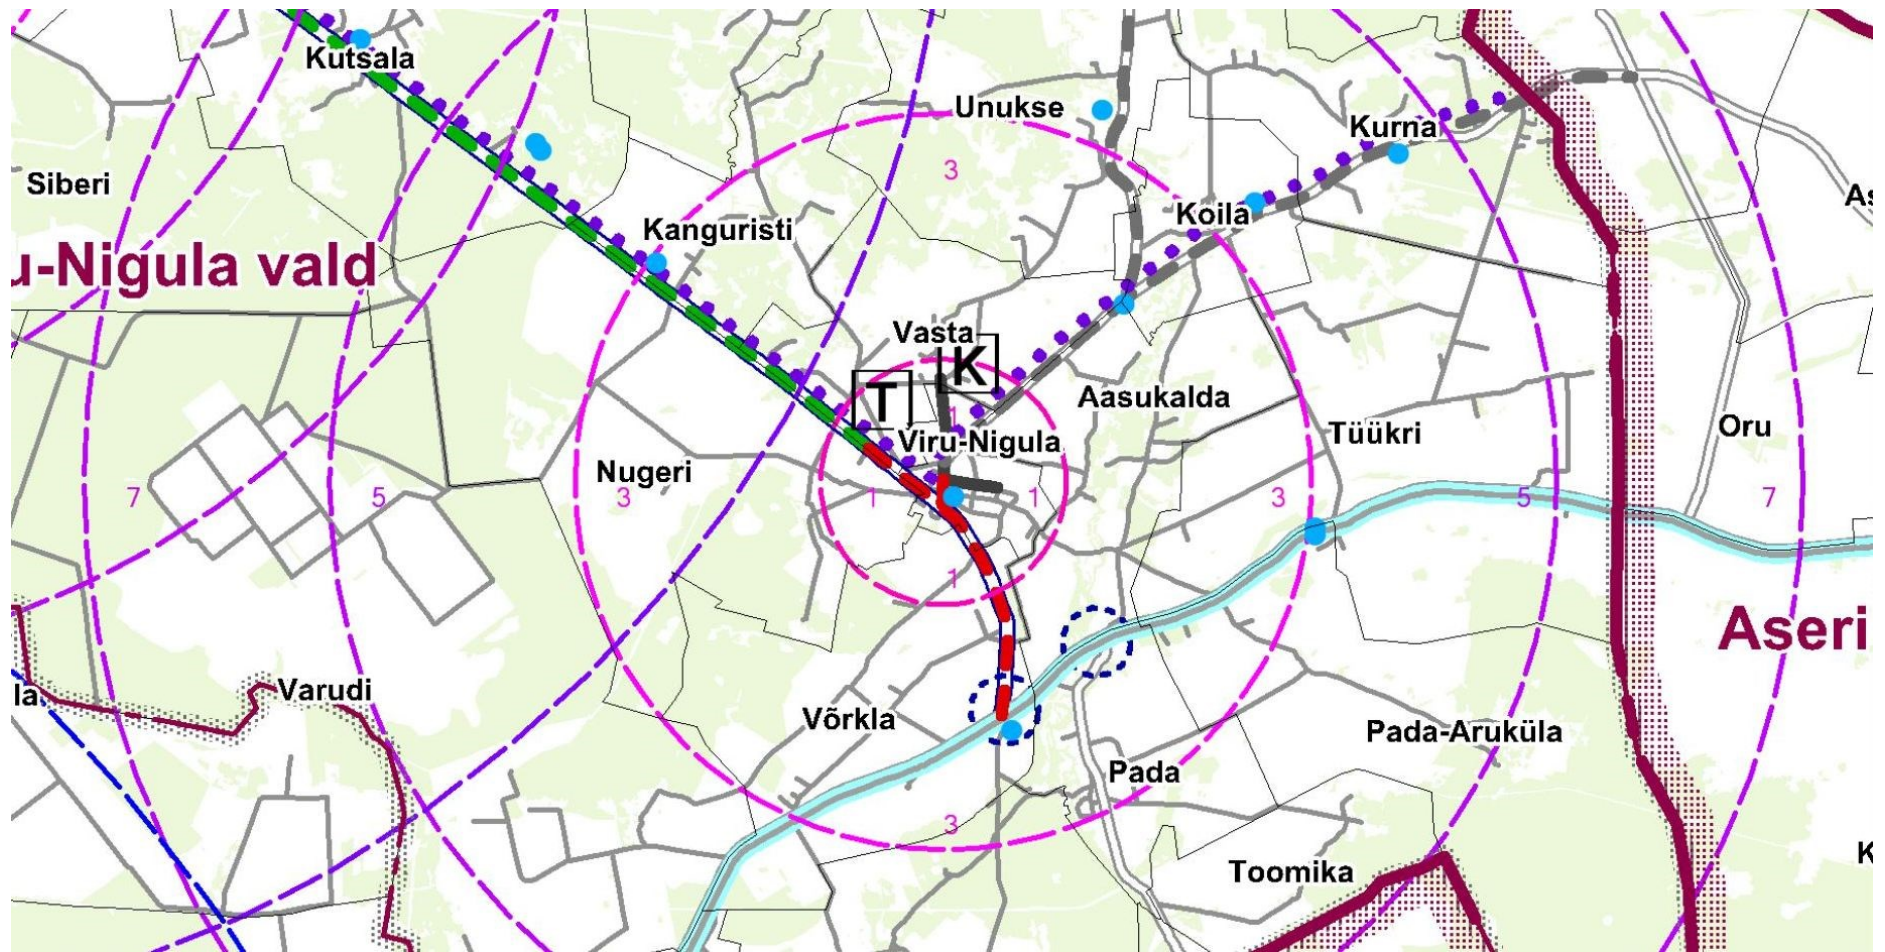 Kutsala
Unukse
Kurna
3
Siberi
As
Koila
Kanguristi
u-Nigula vald
Vasta
K
T
Aasukalda
1
Viru-Nigula
Tüükri
Oru
Nugeri
7
5
3
1
1
3
5
7
1
Aseri
la
Varudi
Võrkla
Pada-Aruküla
Pada
3
Toomika
K